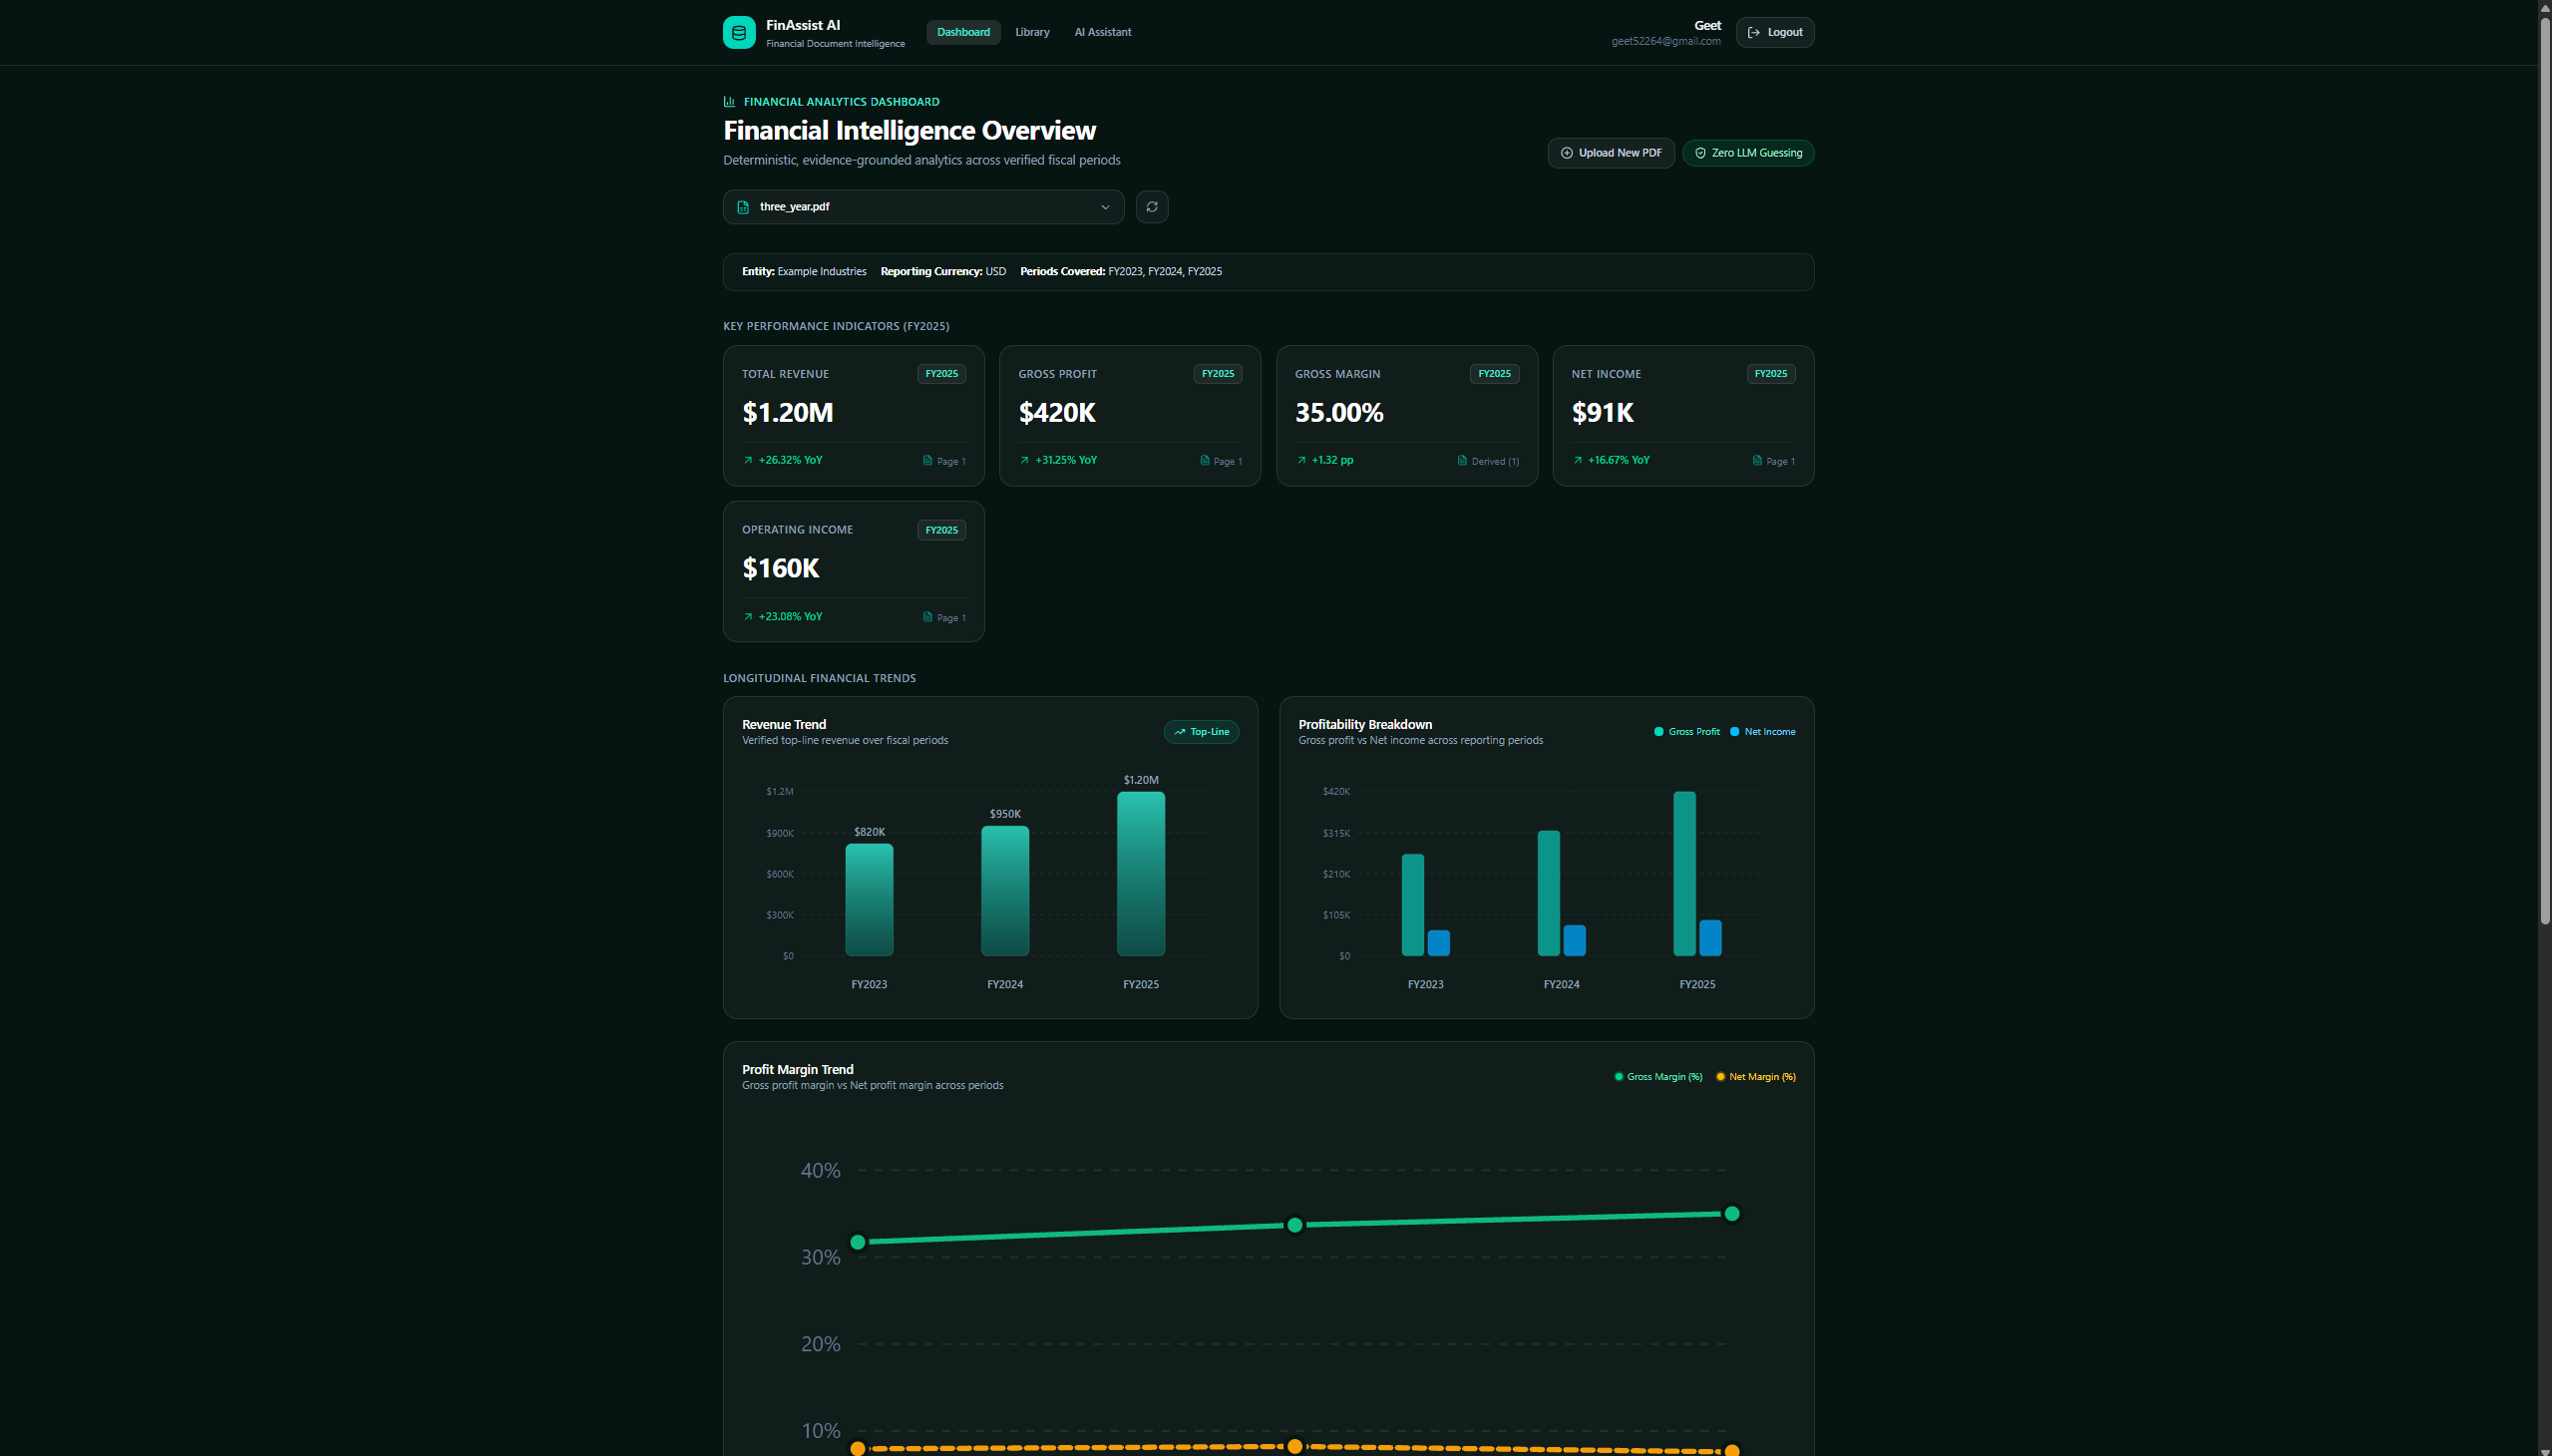 FinAssist AI
Financial Document Intelligence
Dashboard
Library
AI Assistant
Geet
geet52264@gmail.com
Logout
FINANCIAL ANALYTICS DASHBOARD
Financial Intelligence Overview
Deterministic, evidence-grounded analytics across verified fiscal periods
Upload New PDF
Zero LLM Guessing
three_year.pdf
Entity: Example Industries Reporting Currency: USD Periods Covered: FY2023, FY2024, FY2025
KEY PERFORMANCE INDICATORS (FY2025)
TOTAL REVENUE
FY2025
$1.20M
+26.32% YoY
Page 1
GROSS PROFIT
FY2025
$420K
+31.25% YoY
Page 1
GROSS MARGIN
FY2025
35.00%
+1.32 pp
Derived (1)
NET INCOME
FY2025
$91K
+16.67% YoY
Page 1
OPERATING INCOME
FY2025
$160K
+23.08% YoY
Page 1
LONGITUDINAL FINANCIAL TRENDS
Revenue Trend
Verified top-line revenue over fiscal periods
Top-Line
$1.2M
$900K
$600K
$300K
$0
$820K
$950K
$1.20M
FY2023
FY2024
FY2025
Profitability Breakdown
Gross profit vs Net income across reporting periods
Gross Profit
Net Income
$420K
$315K
$210K
$105K
$0
FY2023
FY2024
FY2025
Profit Margin Trend
Gross profit margin vs Net profit margin across periods
Gross Margin (%)
Net Margin (%)
40%
30%
20%
10%